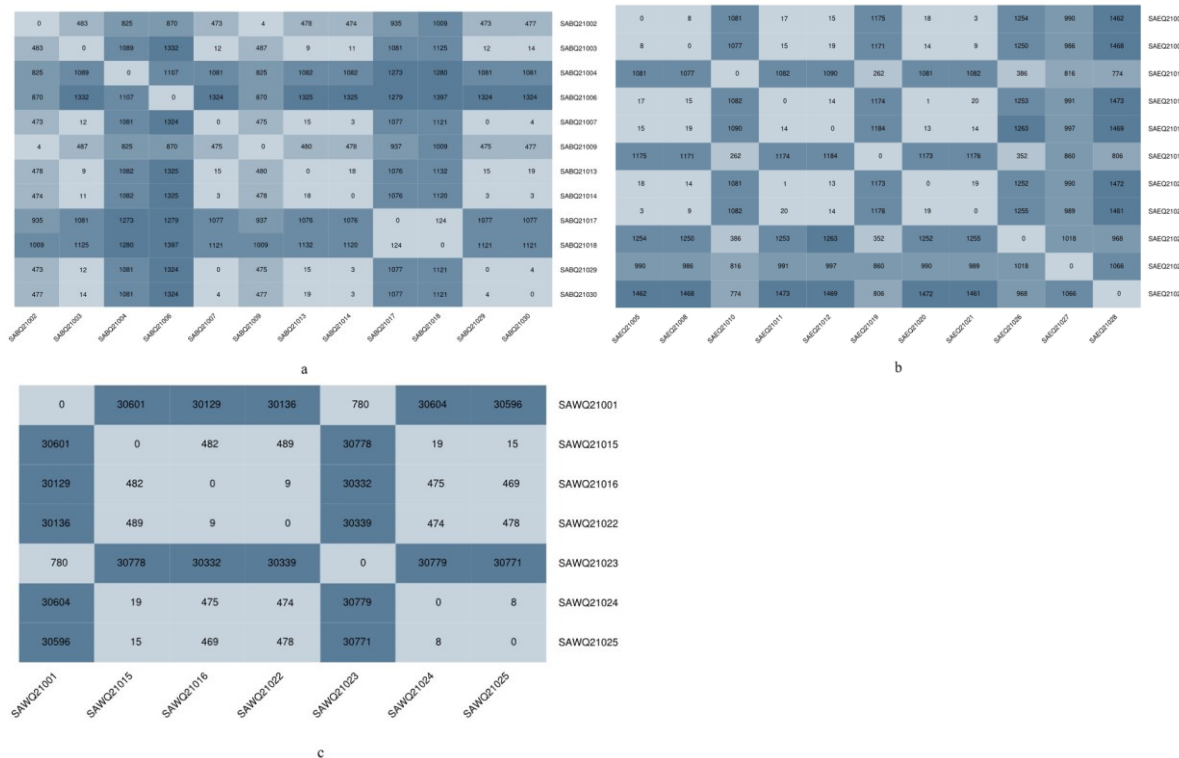 0 483 825 870 473 4 478 474 935 1009 473 477 SABQ21002
483 0 1089 1332 12 487 9 11 1081 1125 12 14 SABQ21003
825 1089 0 1107 1081 825 1082 1082 1273 1280 1081 1081 SABQ21004
870 1332 1107 0 1324 870 1325 1325 1279 1397 1324 1324 SABQ21006
473 12 1081 1324 0 475 15 3 1077 1121 0 4 SABQ21007
4 487 825 870 475 0 480 478 937 1009 475 477 SABQ21009
478 9 1082 1325 15 480 0 18 1076 1132 15 19 SABQ21013
474 11 1082 1325 3 478 18 0 1076 1120 3 3 SABQ21014
935 1081 1273 1279 1077 937 1076 1076 0 124 1077 1077 SABQ21017
1009 1125 1280 1397 1121 1009 1132 1120 124 0 1121 1121 SABQ21018
473 12 1081 1324 0 475 15 3 1077 1121 0 4 SABQ21029
477 14 1081 1324 4 477 19 3 1077 1121 4 0 SABQ21030
SABQ21002 SABQ21003 SABQ21004 SABQ21006 SABQ21007 SABQ21009 SABQ21013 SABQ21014 SABQ21017 SABQ21018 SABQ21029 SABQ21030
a
0 8 1081 17 15 1175 18 3 1254 990 1462 SAEQ2100
8 0 1077 15 19 1171 14 9 1250 986 1468 SAEQ2100
1081 1077 0 1082 1090 262 1081 1082 386 816 774 SAEQ2101
17 15 1082 0 14 1174 1 20 1253 991 1473 SAEQ2101
15 19 1090 14 0 1184 13 14 1263 997 1469 SAEQ2101
1175 1171 262 1174 1184 0 1173 1176 352 860 806 SAEQ2101
18 14 1081 1 13 1173 0 19 1252 990 1472 SAEQ2102
3 9 1082 20 14 1176 19 0 1255 989 1461 SAEQ2102
1254 1250 386 1253 1263 352 1252 1255 0 1018 968 SAEQ2102
990 986 816 991 997 860 990 989 1018 0 1066 SAEQ2102
1462 1468 774 1473 1469 806 1472 1461 968 1066 0 SAEQ2102
SAEQ21005 SAEQ21008 SAEQ21010 SAEQ21011 SAEQ21012 SAEQ21019 SAEQ21020 SAEQ21021 SAEQ21026 SAEQ21027 SAEQ21028
b
0 30601 30129 30136 780 30604 30596 SAWQ21001
30601 0 482 489 30778 19 15 SAWQ21015
30129 482 0 9 30332 475 469 SAWQ21016
30136 489 9 0 30339 474 478 SAWQ21022
780 30778 30332 30339 0 30779 30771 SAWQ21023
30604 19 475 474 30779 0 8 SAWQ21024
30596 15 469 478 30771 8 0 SAWQ21025
SAWQ21001 SAWQ21015 SAWQ21016 SAWQ21022 SAWQ21023 SAWQ21024 SAWQ21025
c